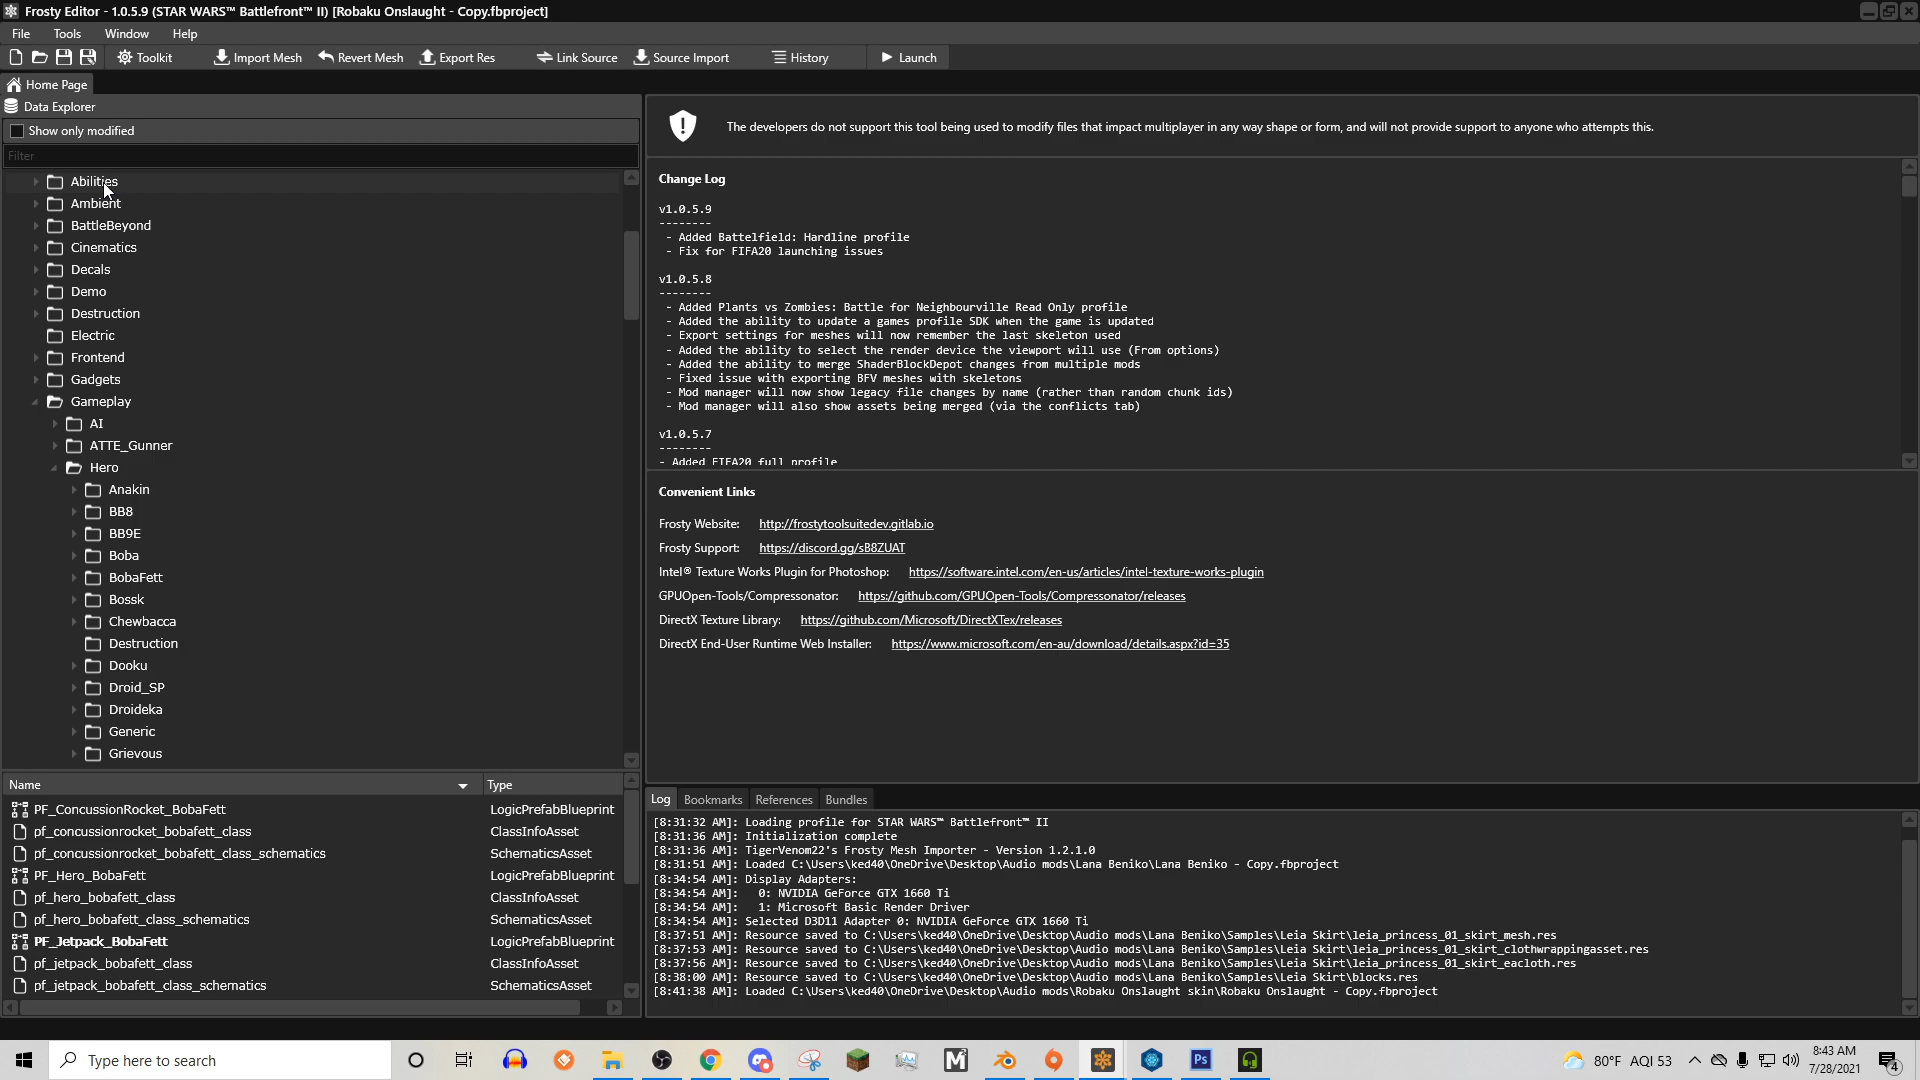 Frosty Editor - 1.0.5.9 (STAR WARS™ Battlefront™ II) [Robaku Onslaught - Copy.fbproject]
File Tools Window Help
Toolkit Import Mesh Revert Mesh Export Res Link Source Source Import History Launch
Home Page
Data Explorer
Show only modified
Filter
Abilities
Ambient
BattleBeyond
Cinematics
Decals
Demo
Destruction
Electric
Frontend
Gadgets
Gameplay
AI
ATTE_Gunner
Hero
Anakin
BB8
BB9E
Boba
BobaFett
Bossk
Chewbacca
Destruction
Dooku
Droid_SP
Droideka
Generic
Grievous
Name Type
PF_ConcussionRocket_BobaFett LogicPrefabBlueprint
pf_concussionrocket_bobafett_class ClassInfoAsset
pf_concussionrocket_bobafett_class_schematics SchematicsAsset
PF_Hero_BobaFett LogicPrefabBlueprint
pf_hero_bobafett_class ClassInfoAsset
pf_hero_bobafett_class_schematics SchematicsAsset
PF_Jetpack_BobaFett LogicPrefabBlueprint
pf_jetpack_bobafett_class ClassInfoAsset
pf_jetpack_bobafett_class_schematics SchematicsAsset
The developers do not support this tool being used to modify files that impact multiplayer in any way shape or form, and will not provide support to anyone who attempts this.
Change Log
v1.0.5.9
--------
- Added Battelfield: Hardline profile
- Fix for FIFA20 launching issues
v1.0.5.8
--------
- Added Plants vs Zombies: Battle for Neighbourville Read Only profile
- Added the ability to update a games profile SDK when the game is updated
- Export settings for meshes will now remember the last skeleton used
- Added the ability to select the render device the viewport will use (From options)
- Added the ability to merge ShaderBlockDepot changes from multiple mods
- Fixed issue with exporting BFV meshes with skeletons
- Mod manager will now show legacy file changes by name (rather than random chunk ids)
- Mod manager will also show assets being merged (via the conflicts tab)
v1.0.5.7
--------
- Added FIFA20 full profile
Convenient Links
Frosty Website: http://frostytoolsuitedev.gitlab.io
Frosty Support: https://discord.gg/sB8ZUAT
Intel® Texture Works Plugin for Photoshop: https://software.intel.com/en-us/articles/intel-texture-works-plugin
GPUOpen-Tools/Compressonator: https://github.com/GPUOpen-Tools/Compressonator/releases
DirectX Texture Library: https://github.com/Microsoft/DirectXTex/releases
DirectX End-User Runtime Web Installer: https://www.microsoft.com/en-au/download/details.aspx?id=35
Log Bookmarks References Bundles
[8:31:32 AM]: Loading profile for STAR WARS™ Battlefront™ II
[8:31:36 AM]: Initialization complete
[8:31:36 AM]: TigerVenom22's Frosty Mesh Importer - Version 1.2.1.0
[8:31:51 AM]: Loaded C:\Users\ked40\OneDrive\Desktop\Audio mods\Lana Beniko\Lana Beniko - Copy.fbproject
[8:34:54 AM]: Display Adapters:
[8:34:54 AM]: 0: NVIDIA GeForce GTX 1660 Ti
[8:34:54 AM]: 1: Microsoft Basic Render Driver
[8:34:54 AM]: Selected D3D11 Adapter 0: NVIDIA GeForce GTX 1660 Ti
[8:37:51 AM]: Resource saved to C:\Users\ked40\OneDrive\Desktop\Audio mods\Lana Beniko\Samples\Leia Skirt\leia_princess_01_skirt_mesh.res
[8:37:53 AM]: Resource saved to C:\Users\ked40\OneDrive\Desktop\Audio mods\Lana Beniko\Samples\Leia Skirt\leia_princess_01_skirt_clothwrappingasset.res
[8:37:56 AM]: Resource saved to C:\Users\ked40\OneDrive\Desktop\Audio mods\Lana Beniko\Samples\Leia Skirt\leia_princess_01_skirt_eacloth.res
[8:38:00 AM]: Resource saved to C:\Users\ked40\OneDrive\Desktop\Audio mods\Lana Beniko\Samples\Leia Skirt\blocks.res
[8:41:38 AM]: Loaded C:\Users\ked40\OneDrive\Desktop\Audio mods\Robaku Onslaught skin\Robaku Onslaught - Copy.fbproject
Type here to search
80°F AQI 53
8:43 AM
7/28/2021
4